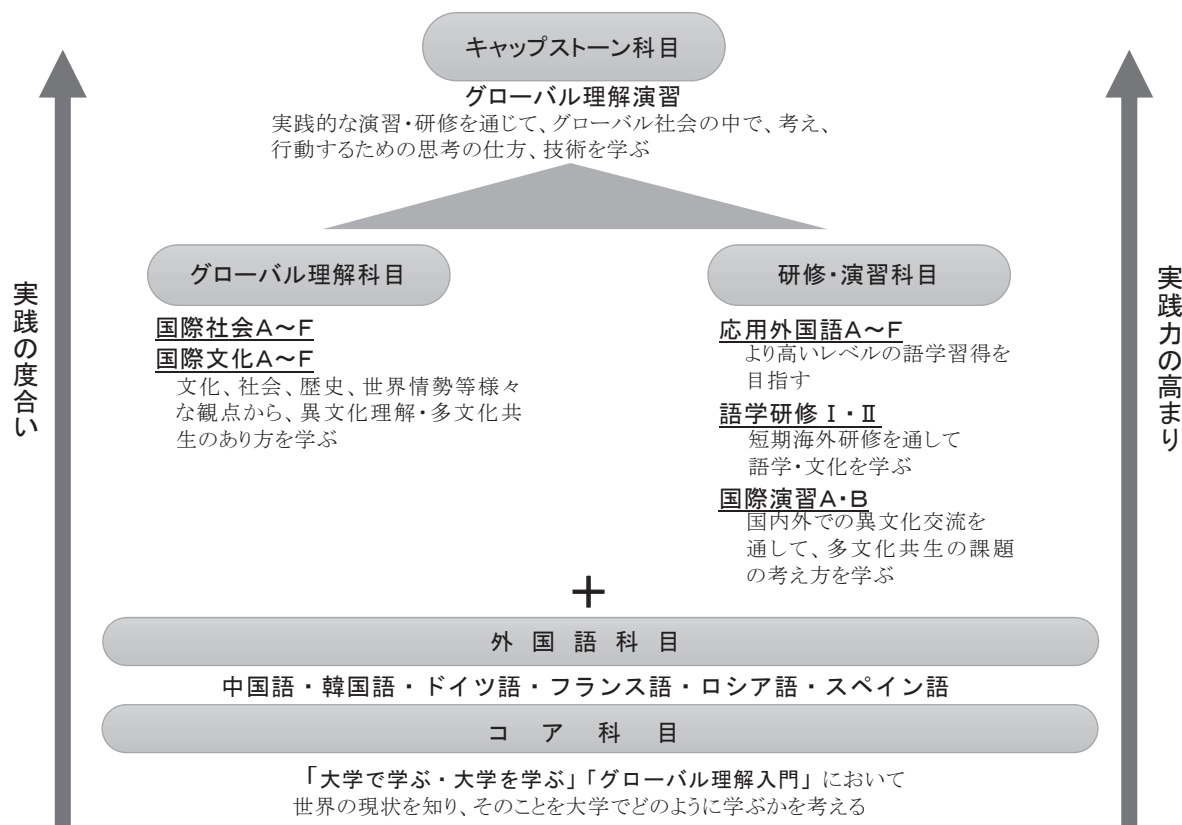 キャップストーン科目
グローバル理解演習
実践的な演習・研修を通じて、グローバル社会の中で、考え、
行動するための思考の仕方、技術を学ぶ
実践の度合い
グローバル理解科目
国際社会A～F
国際文化A～F
文化、社会、歴史、世界情勢等様々
な観点から、異文化理解・多文化共
生のあり方を学ぶ
研修・演習科目
応用外国語A～F
より高いレベルの語学習得を
目指す
語学研修Ⅰ・Ⅱ
短期海外研修を通して
語学・文化を学ぶ
国際演習A・B
国内外での異文化交流を
通して、多文化共生の課題
の考え方を学ぶ
実践力の高まり
＋
外国語科目
中国語・韓国語・ドイツ語・フランス語・ロシア語・スペイン語
コア科目
「大学で学ぶ・大学を学ぶ」「グローバル理解入門」において
世界の現状を知り、そのことを大学でどのように学ぶかを考える